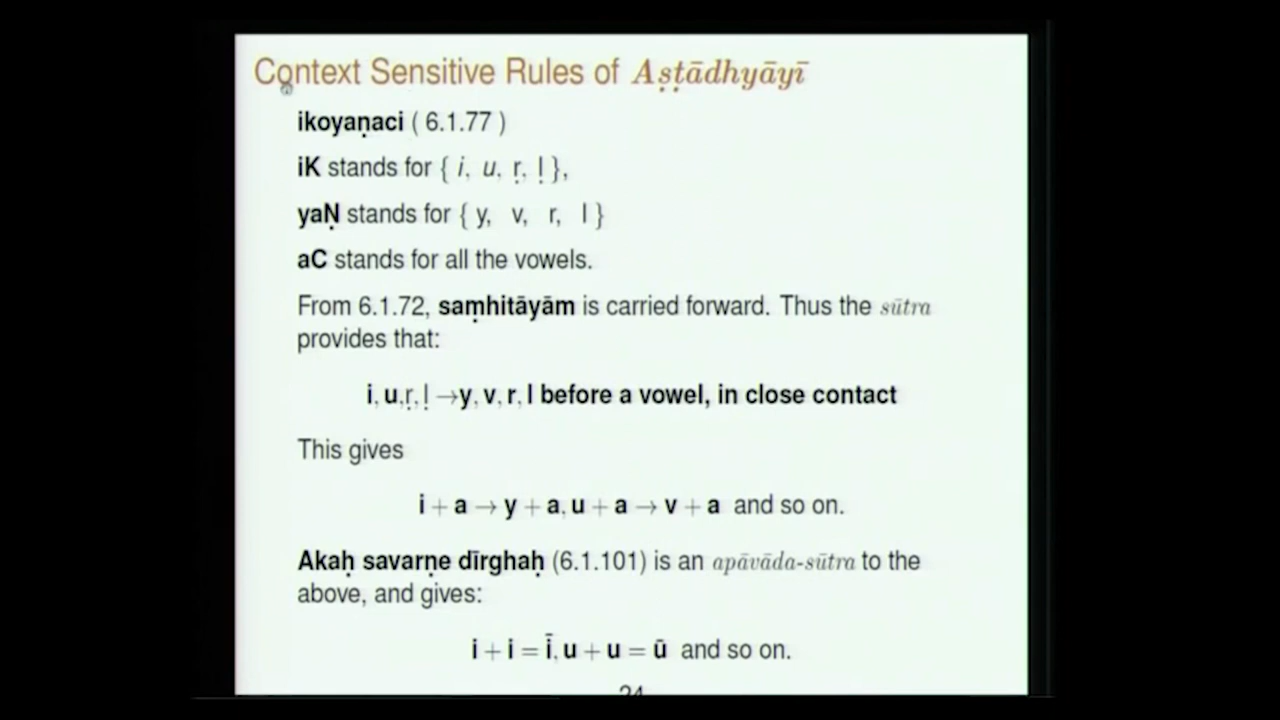 Context Sensitive Rules of Aṣṭādhyāyī
ikoyaṇaci ( 6.1.77 )
iK stands for { i, u, ṛ, ḷ },
yaṆ stands for { y, v, r, l }
aC stands for all the vowels.
From 6.1.72, saṃhitāyām is carried forward. Thus the sūtra
provides that:
i, u,ṛ, ḷ →y, v, r, l before a vowel, in close contact
This gives
i + a → y + a, u + a → v + a and so on.
Akaḥ savarṇe dīrghaḥ (6.1.101) is an apāvāda-sūtra to the
above, and gives:
i + i = ī, u + u = ū and so on.
24